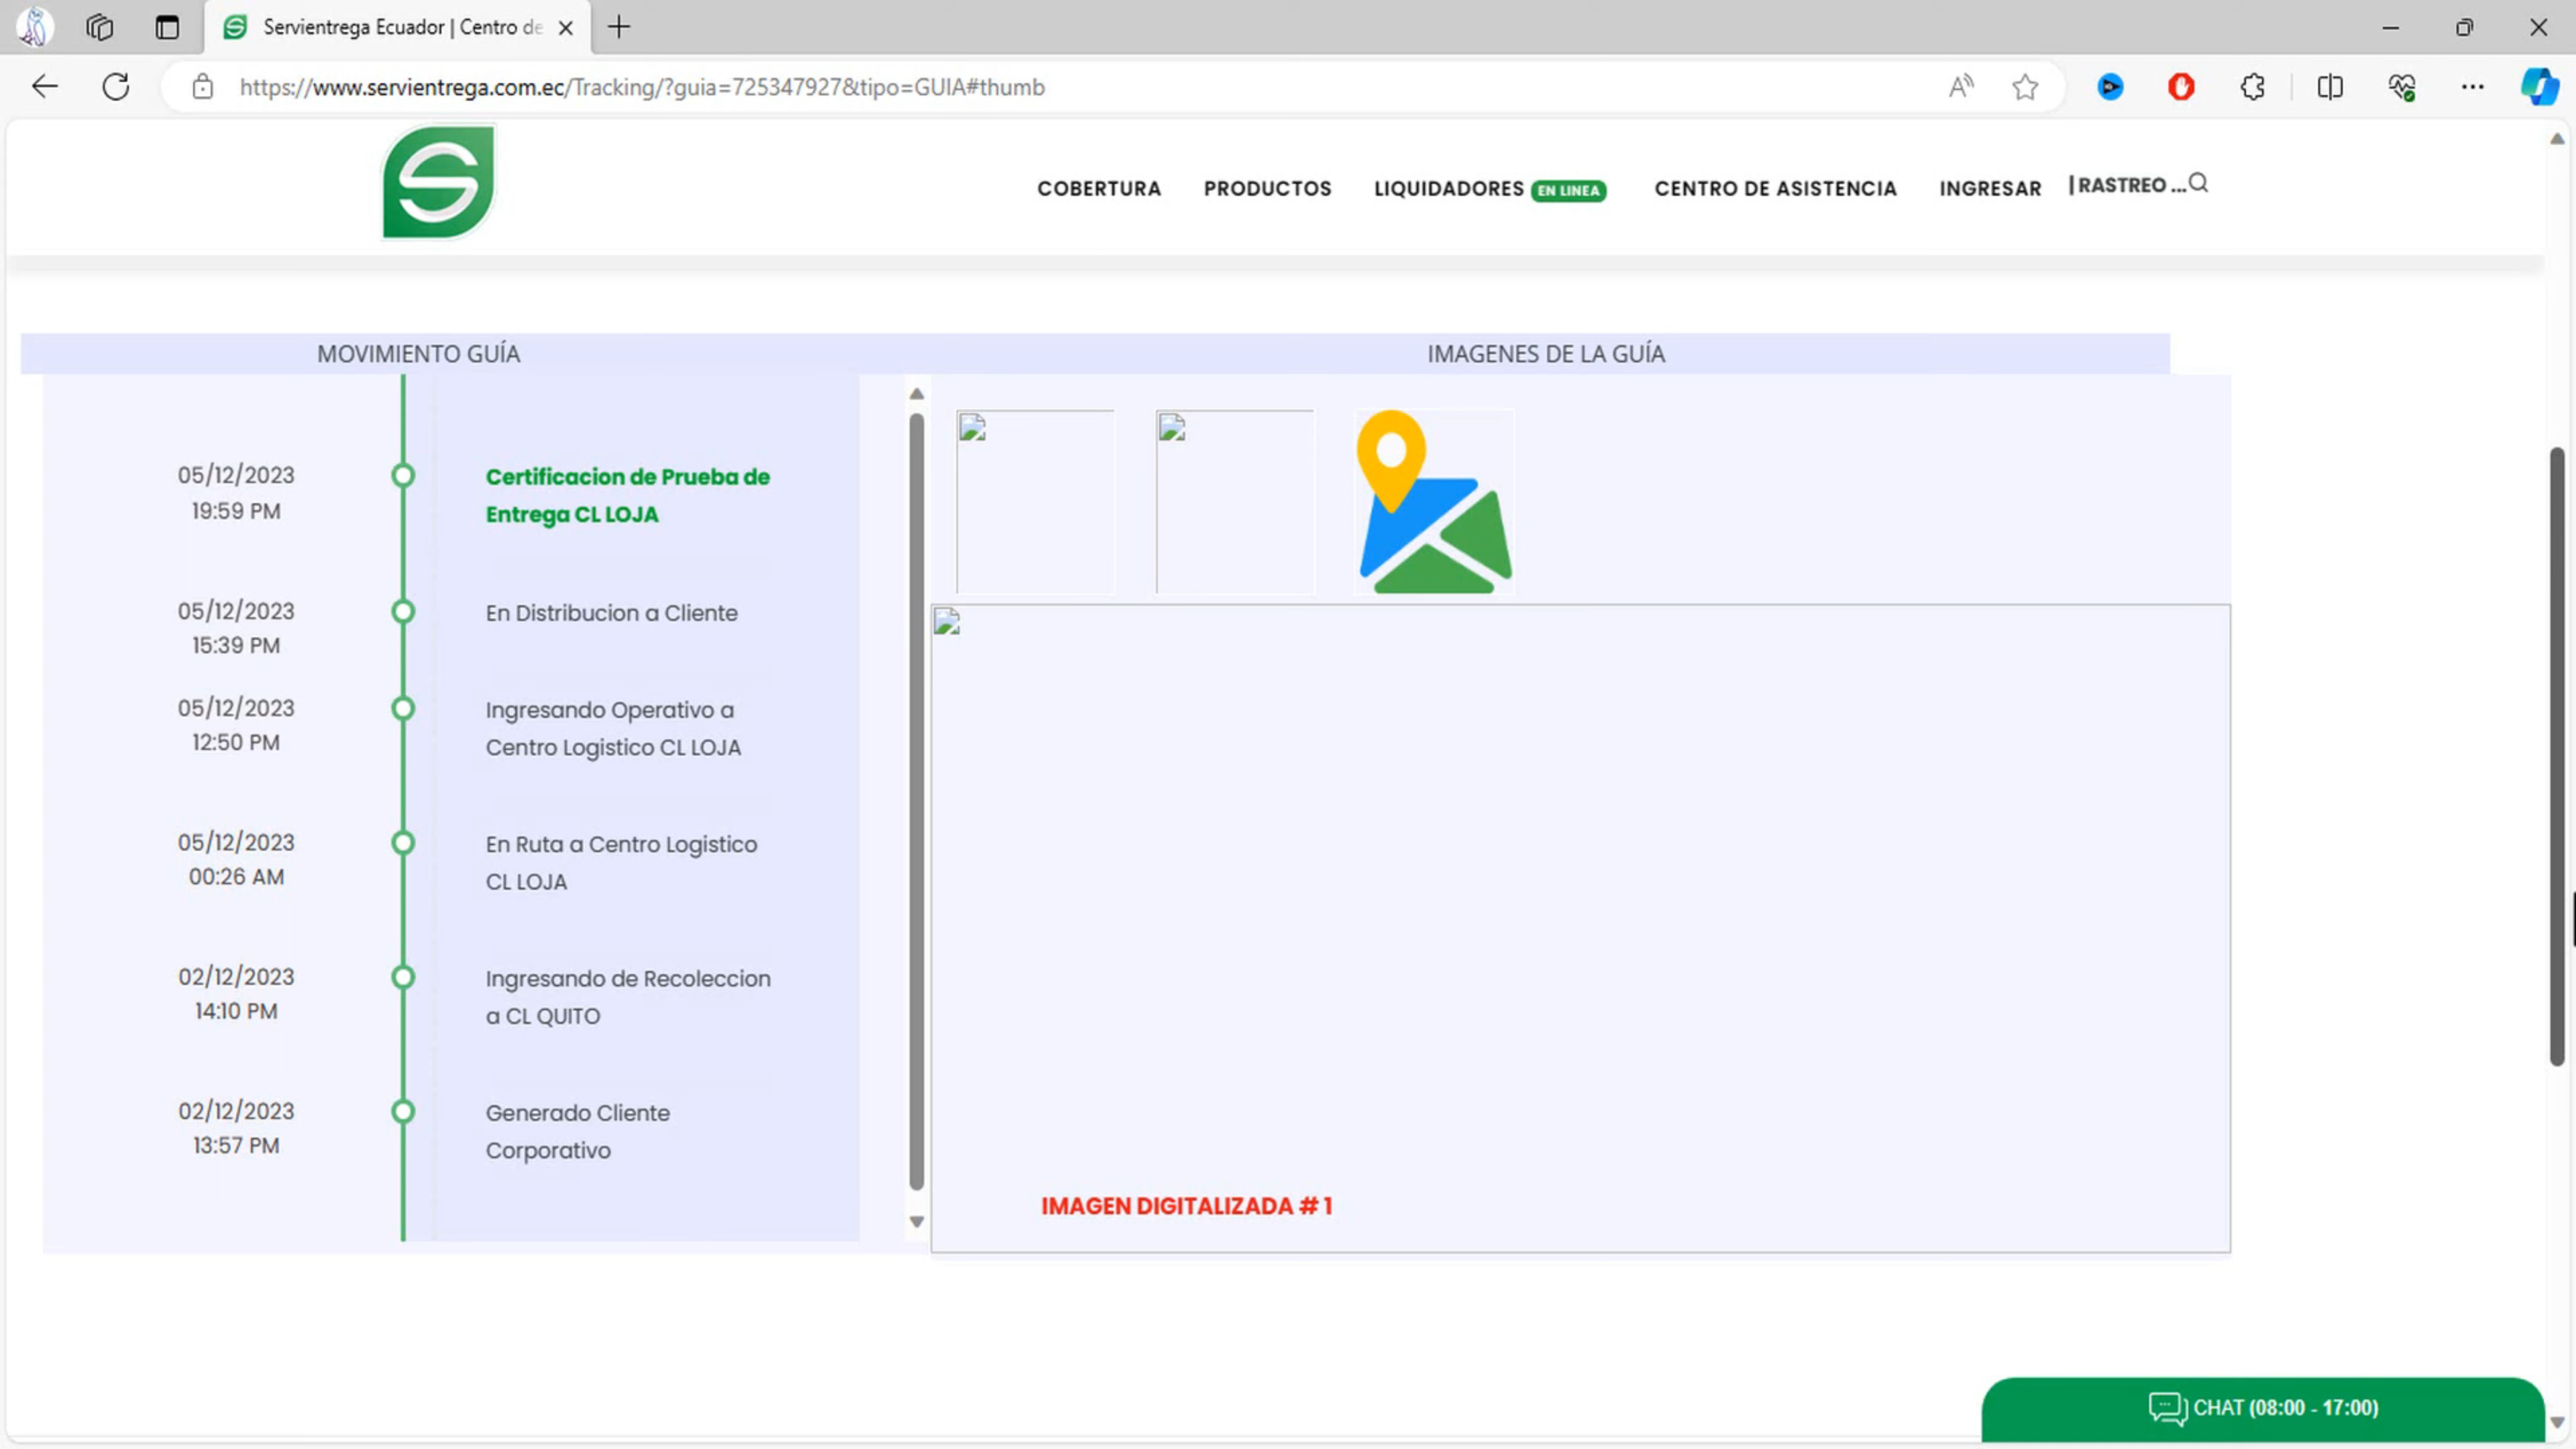 Servientrega Ecuador | Centro de
https://www.servientrega.com.ec/Tracking/?guia=725347927&tipo=GUIA#thumb
COBERTURA PRODUCTOS LIQUIDADORES EN LINEA CENTRO DE ASISTENCIA INGRESAR | RASTREO ...
MOVIMIENTO GUÍA
05/12/2023
19:59 PM
Certificacion de Prueba de
Entrega CL LOJA
05/12/2023
15:39 PM
En Distribucion a Cliente
05/12/2023
12:50 PM
Ingresando Operativo a
Centro Logistico CL LOJA
05/12/2023
00:26 AM
En Ruta a Centro Logistico
CL LOJA
02/12/2023
14:10 PM
Ingresando de Recoleccion
a CL QUITO
02/12/2023
13:57 PM
Generado Cliente
Corporativo
IMAGENES DE LA GUÍA
IMAGEN DIGITALIZADA # 1
CHAT (08:00 - 17:00)